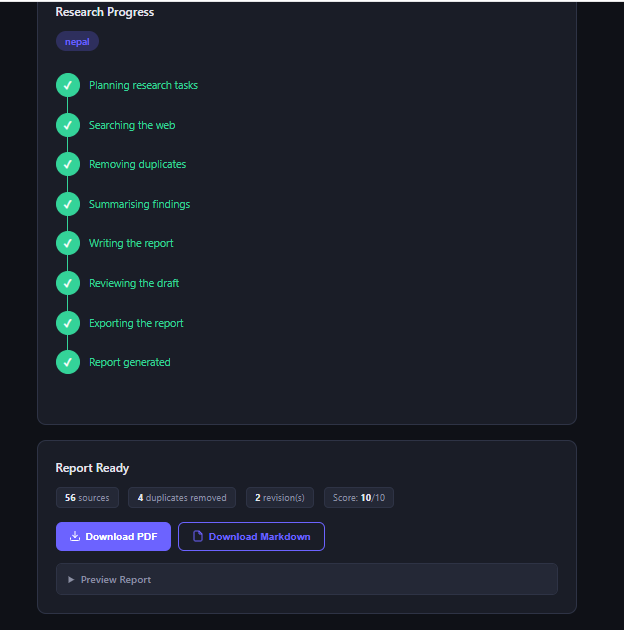 Research Progress
nepal
Planning research tasks
Searching the web
Removing duplicates
Summarising findings
Writing the report
Reviewing the draft
Exporting the report
Report generated
Report Ready
56 sources 4 duplicates removed 2 revision(s) Score: 10/10
Download PDF Download Markdown
Preview Report